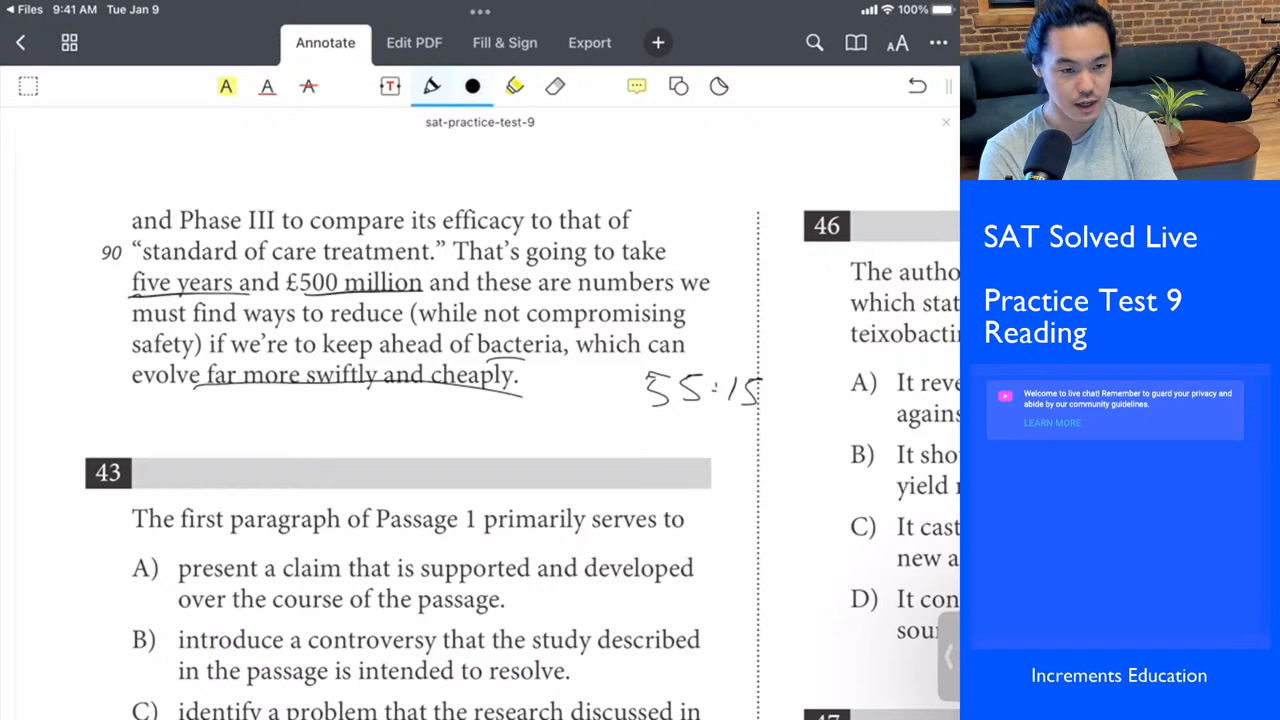 Files 9:41 AM Tue Jan 9
100%
Annotate
Edit PDF
Fill & Sign
Export
sat-practice-test-9
and Phase III to compare its efficacy to that of
90 “standard of care treatment.” That’s going to take
five years and £500 million and these are numbers we
must find ways to reduce (while not compromising
safety) if we’re to keep ahead of bacteria, which can
evolve far more swiftly and cheaply.
55:15
43
The first paragraph of Passage 1 primarily serves to
A) present a claim that is supported and developed
over the course of the passage.
B) introduce a controversy that the study described
in the passage is intended to resolve.
C) identify a problem that the research discussed in
46
The autho
which stat
teixobactin
A) It reve
agains
B) It sho
yield
C) It cast
new a
D) It con
sour
47
SAT Solved Live
Practice Test 9
Reading
Welcome to live chat! Remember to guard your privacy and
abide by our community guidelines.
LEARN MORE
Increments Education